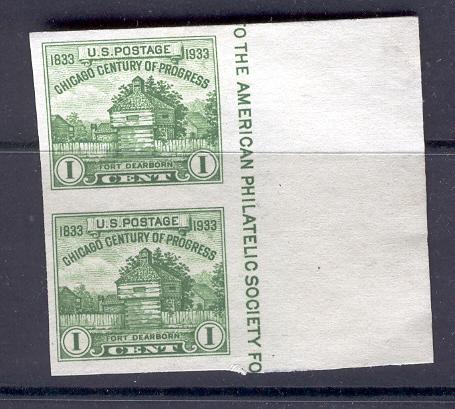 1833 U.S. POSTAGE 1933
CHICAGO CENTURY OF PROGRESS
FORT DEARBORN
1 CENT 1
1833 U.S. POSTAGE 1933
CHICAGO CENTURY OF PROGRESS
FORT DEARBORN
1 CENT 1
TO THE AMERICAN PHILATELIC SOCIETY FO